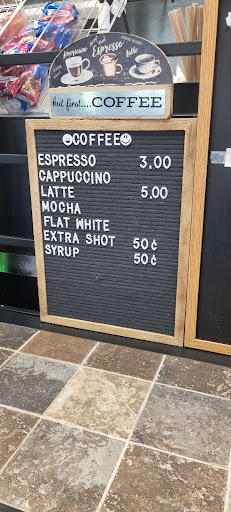 Americano
Espresso
latte
but first....COFFEE
COFFEE
ESPRESSO 3.00
CAPPUCCINO
LATTE 5.00
MOCHA
FLAT WHITE
EXTRA SHOT 50¢
SYRUP 50¢